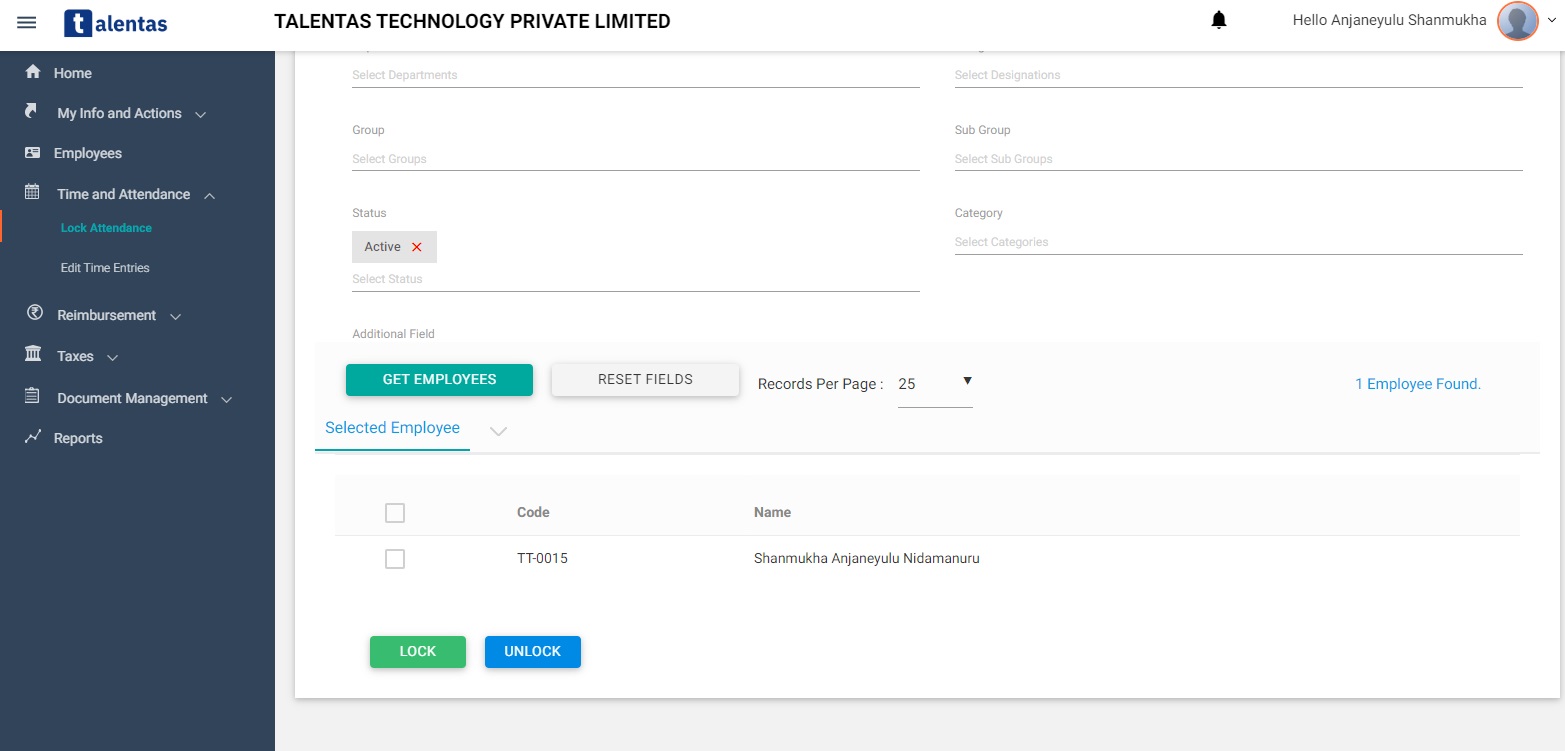 talentas
TALENTAS TECHNOLOGY PRIVATE LIMITED
Hello Anjaneyulu Shanmukha
Home
My Info and Actions
Employees
Time and Attendance
Lock Attendance
Edit Time Entries
Reimbursement
Taxes
Document Management
Reports
Select Departments
Select Designations
Group
Sub Group
Select Groups
Select Sub Groups
Status
Category
Active
Select Categories
Select Status
Additional Field
GET EMPLOYEES
RESET FIELDS
Records Per Page : 25
1 Employee Found.
Selected Employee
Code Name
TT-0015 Shanmukha Anjaneyulu Nidamanuru
LOCK
UNLOCK